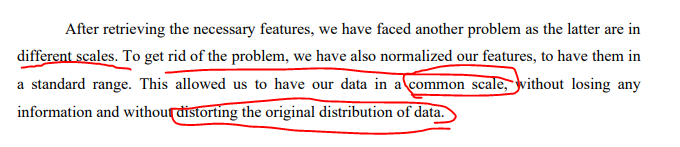 After retrieving the necessary features, we have faced another problem as the latter are in
different scales. To get rid of the problem, we have also normalized our features, to have them in
a standard range. This allowed us to have our data in a common scale, without losing any
information and without distorting the original distribution of data.